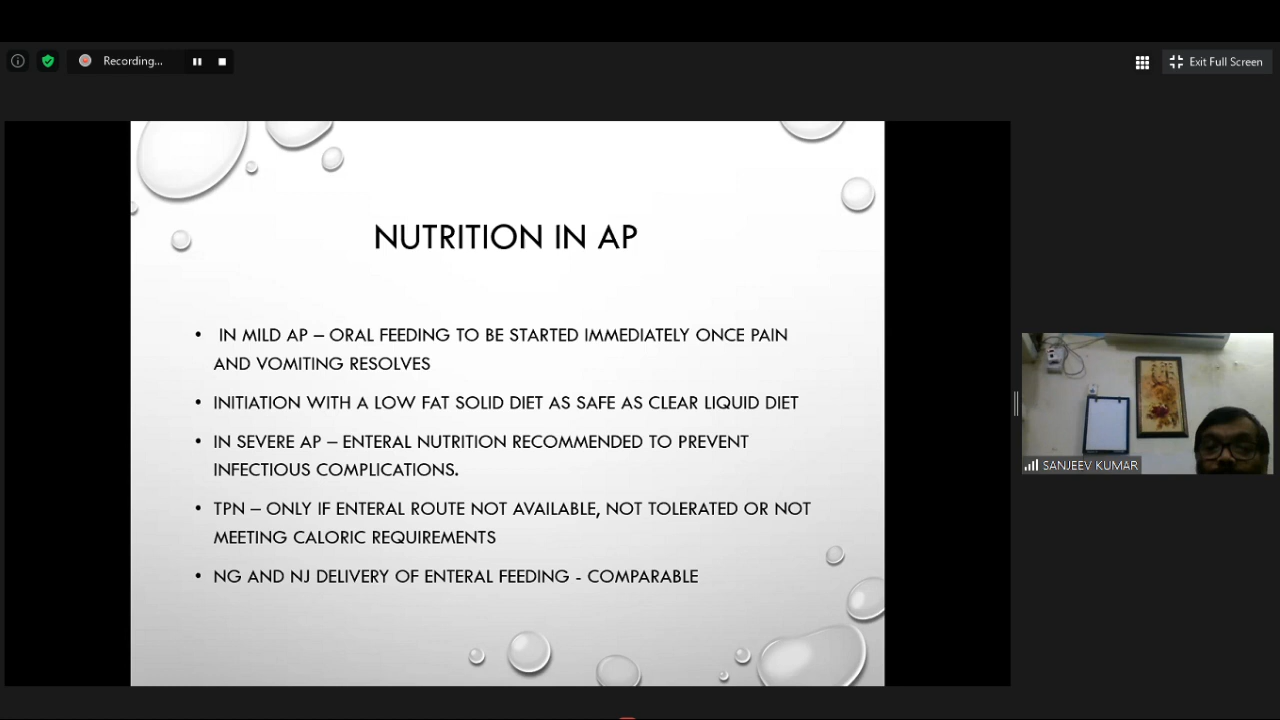 Recording...
Exit Full Screen
NUTRITION IN AP
• IN MILD AP – ORAL FEEDING TO BE STARTED IMMEDIATELY ONCE PAIN
AND VOMITING RESOLVES
• INITIATION WITH A LOW FAT SOLID DIET AS SAFE AS CLEAR LIQUID DIET
• IN SEVERE AP – ENTERAL NUTRITION RECOMMENDED TO PREVENT
INFECTIOUS COMPLICATIONS.
• TPN – ONLY IF ENTERAL ROUTE NOT AVAILABLE, NOT TOLERATED OR NOT
MEETING CALORIC REQUIREMENTS
• NG AND NJ DELIVERY OF ENTERAL FEEDING - COMPARABLE
SANJEEV KUMAR